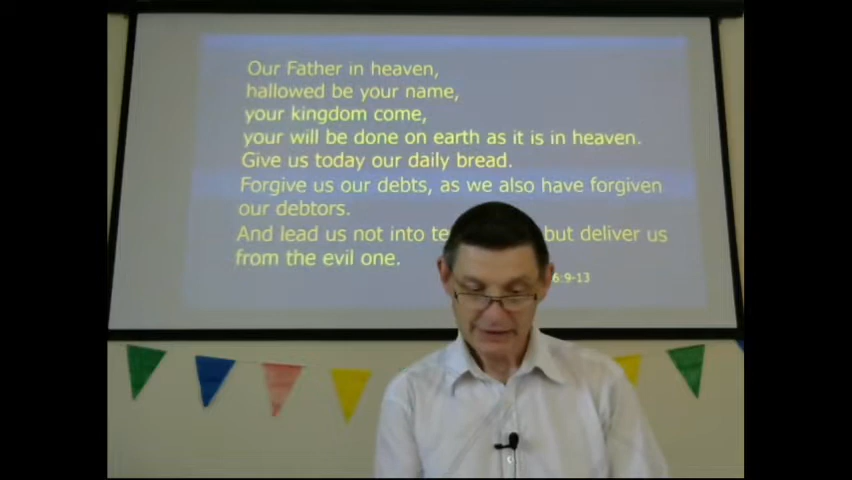 Our Father in heaven,
hallowed be your name,
your kingdom come,
your will be done on earth as it is in heaven.
Give us today our daily bread.
Forgive us our debts, as we also have forgiven
our debtors.
And lead us not into but deliver us
from the evil one.
6:9-13